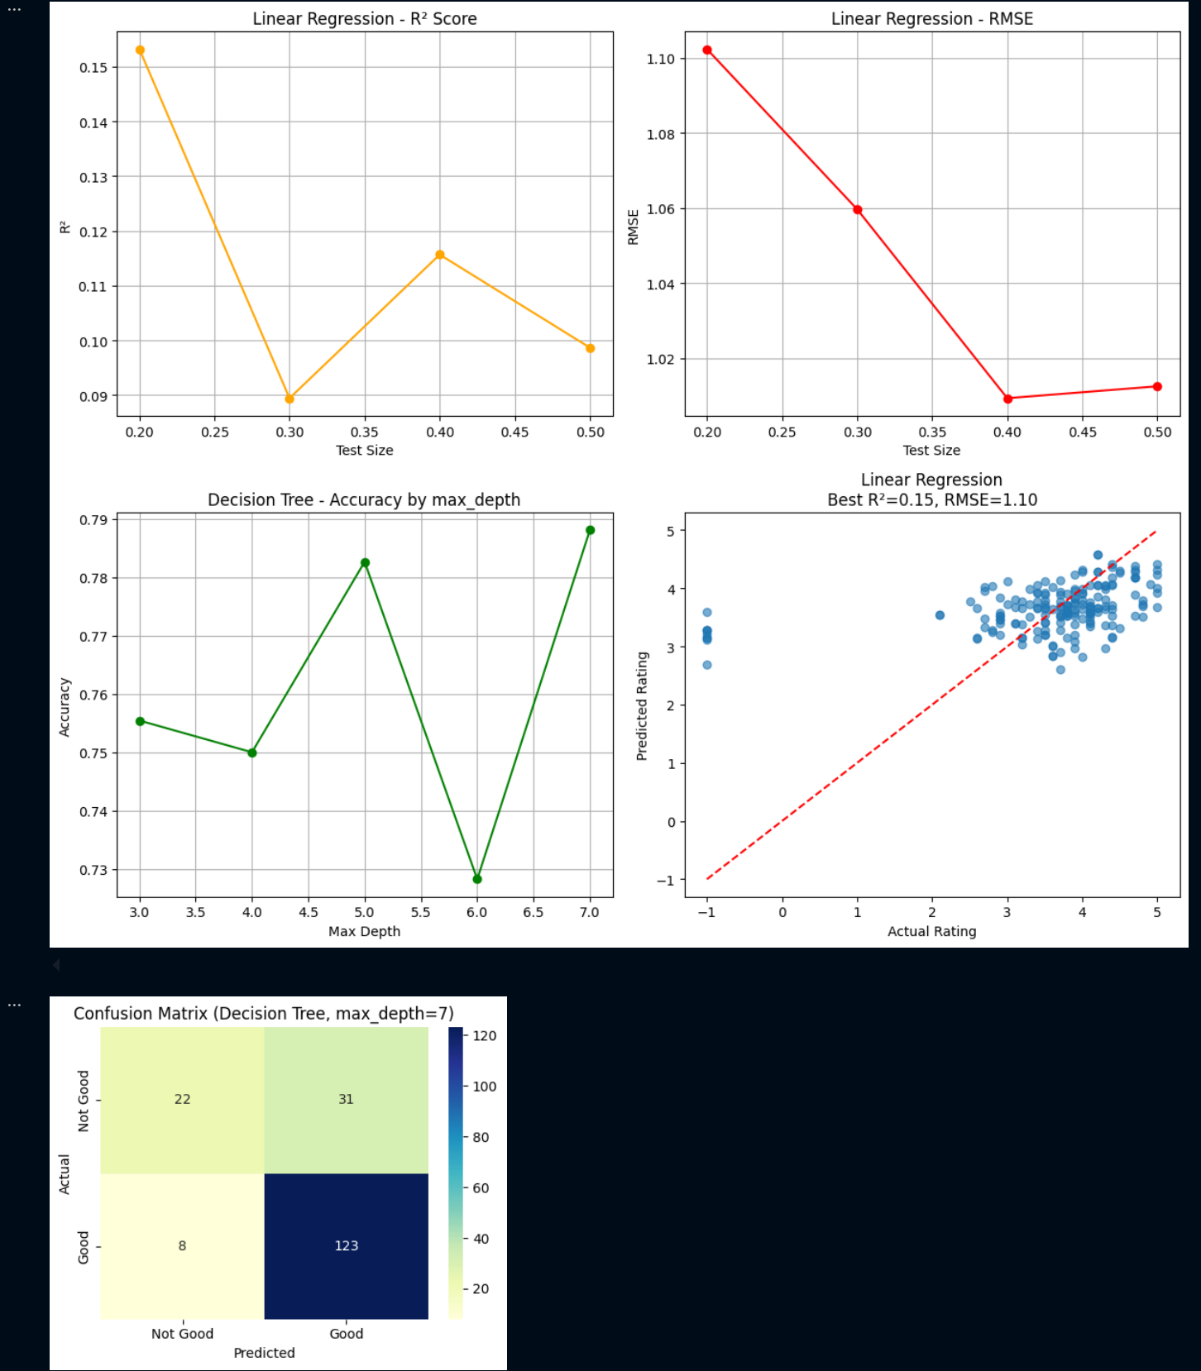 ...
Linear Regression - R² Score
0.15
0.14
0.13
0.12
0.11
0.10
0.09
R²
0.20 0.25 0.30 0.35 0.40 0.45 0.50
Test Size
Linear Regression - RMSE
1.10
1.08
1.06
1.04
1.02
RMSE
0.20 0.25 0.30 0.35 0.40 0.45 0.50
Test Size
Decision Tree - Accuracy by max_depth
0.79
0.78
0.77
0.76
0.75
0.74
0.73
Accuracy
3.0 3.5 4.0 4.5 5.0 5.5 6.0 6.5 7.0
Max Depth
Linear Regression
Best R²=0.15, RMSE=1.10
5
4
3
2
1
0
−1
Predicted Rating
−1 0 1 2 3 4 5
Actual Rating
...
Confusion Matrix (Decision Tree, max_depth=7)
Actual
Not Good
22 31
Good
8 123
Not Good Good
Predicted
120
100
80
60
40
20